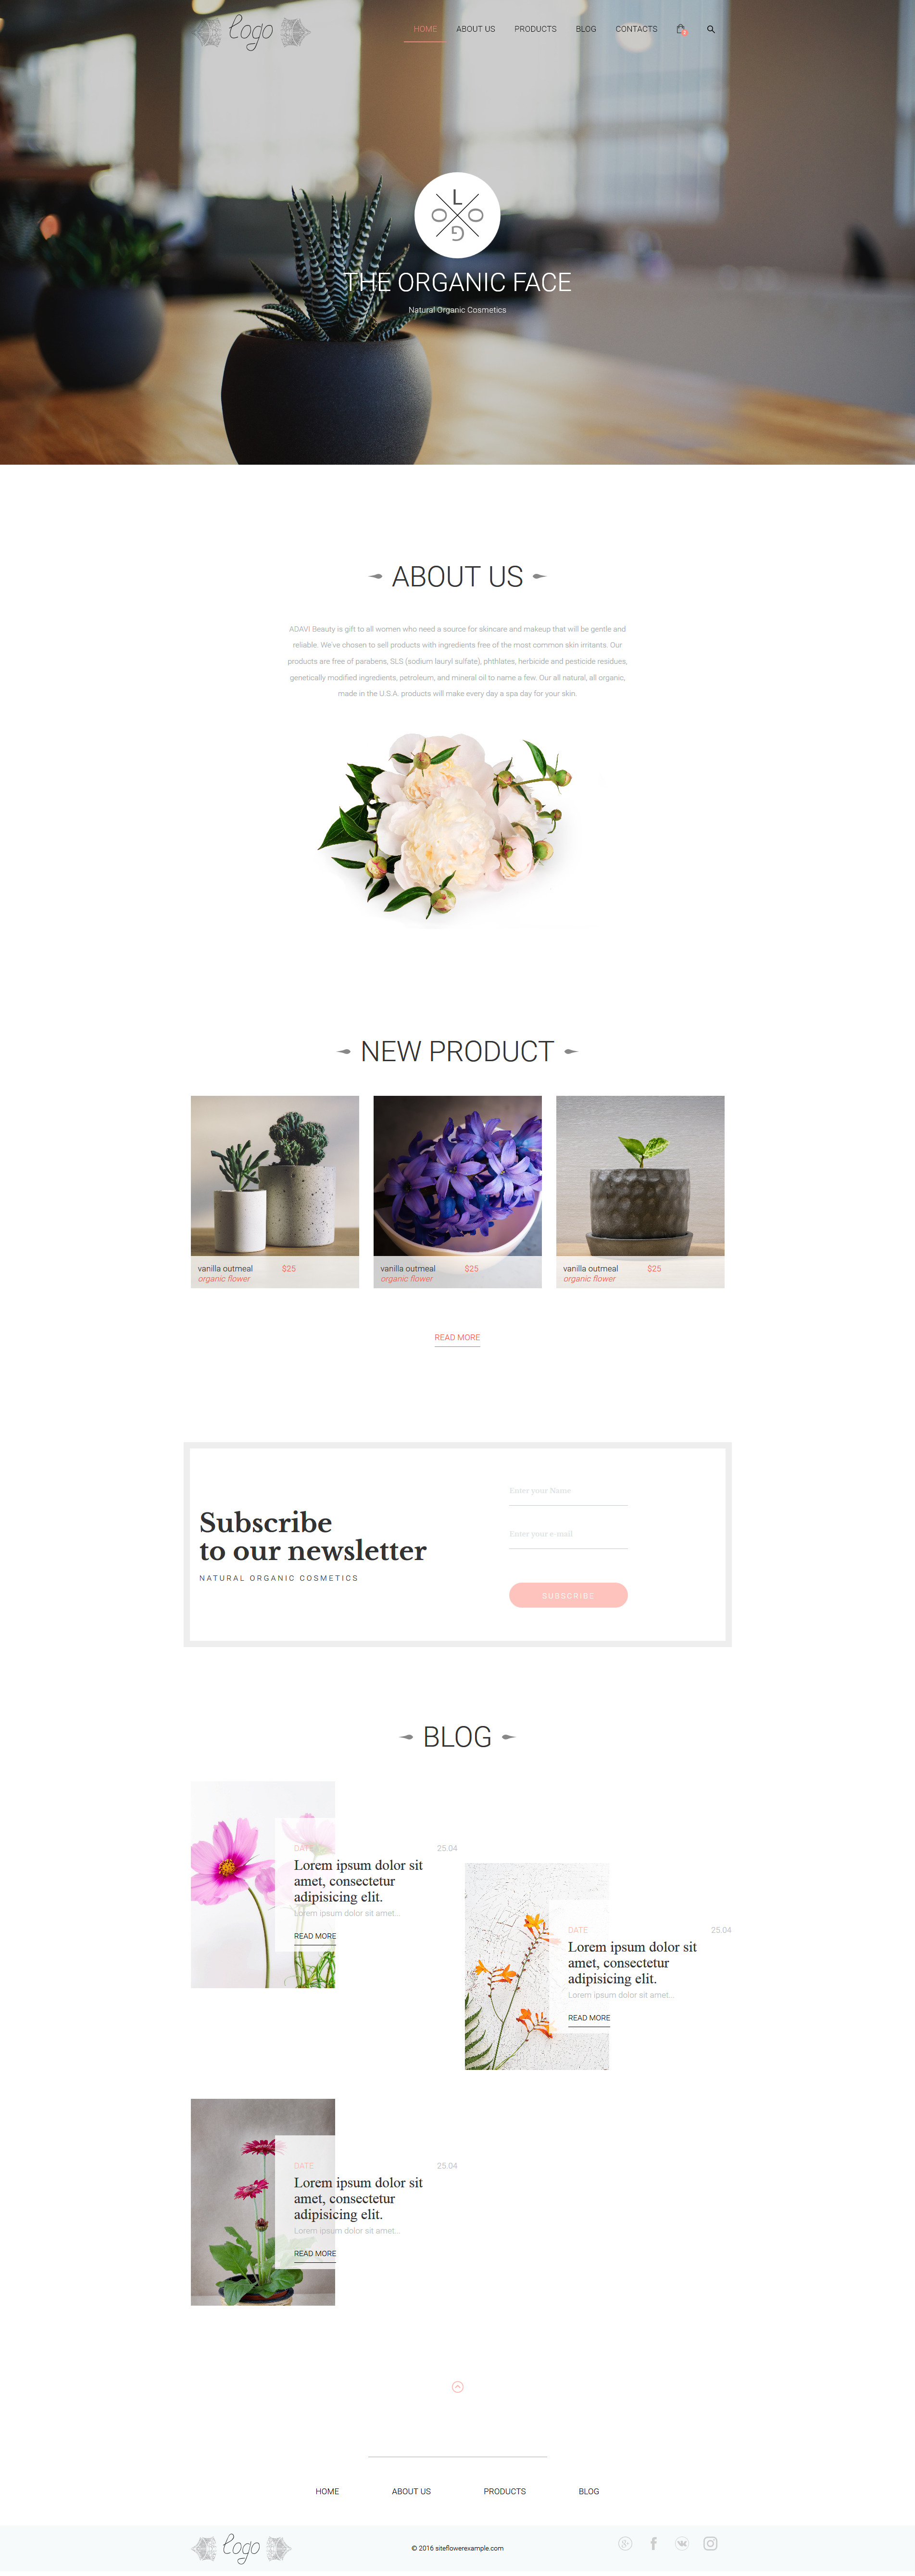 Logo
HOME ABOUT US PRODUCTS BLOG CONTACTS
LOGO
THE ORGANIC FACE
Natural Organic Cosmetics
ABOUT US
ADAVI Beauty is gift to all women who need a source for skincare and makeup that will be gentle and
reliable. We've chosen to sell products with ingredients free of the most common skin irritants. Our
products are free of parabens, SLS (sodium lauryl sulfate), phthlates, herbicide and pesticide residues,
genetically modified ingredients, petroleum, and mineral oil to name a few. Our all natural, all organic,
made in the U.S.A. products will make every day a spa day for your skin.
NEW PRODUCT
vanilla outmeal $25
organic flower
vanilla outmeal $25
organic flower
vanilla outmeal $25
organic flower
READ MORE
Subscribe
to our newsletter
NATURAL ORGANIC COSMETICS
Enter your Name
Enter your e-mail
SUBSCRIBE
BLOG
DATE 25.04
Lorem ipsum dolor sit
amet, consectetur
adipisicing elit.
Lorem ipsum dolor sit amet...
READ MORE
DATE 25.04
Lorem ipsum dolor sit
amet, consectetur
adipisicing elit.
Lorem ipsum dolor sit amet...
READ MORE
DATE 25.04
Lorem ipsum dolor sit
amet, consectetur
adipisicing elit.
Lorem ipsum dolor sit amet...
READ MORE
HOME ABOUT US PRODUCTS BLOG
Logo
© 2016 siteflowerexample.com